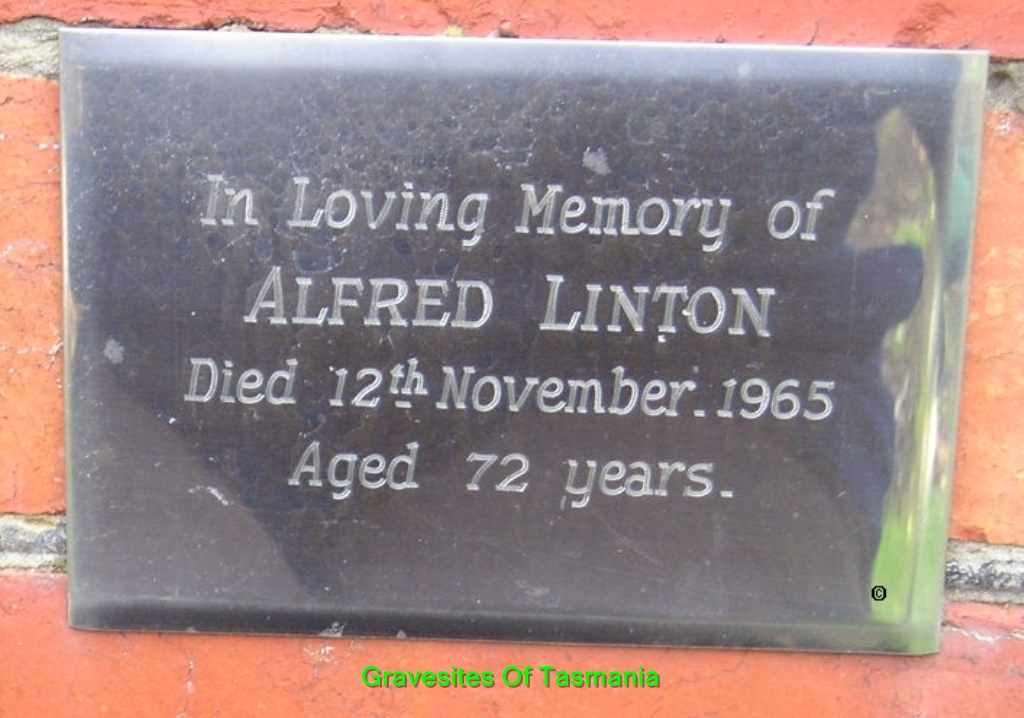 In Loving Memory of
ALFRED LINTON
Died 12th November. 1965
Aged 72 years.
©
Gravesites Of Tasmania